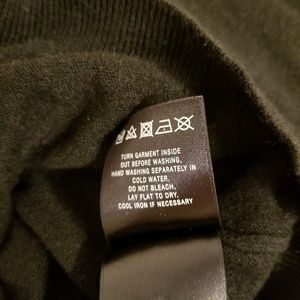 TURN GARMENT INSIDE
OUT BEFORE WASHING,
HAND WASHING SEPARATELY IN
COLD WATER.
DO NOT BLEACH.
LAY FLAT TO DRY.
COOL IRON IF NECESSARY